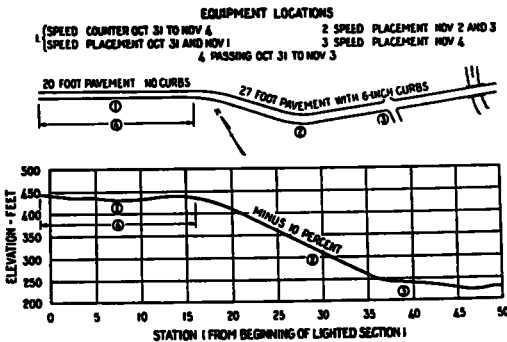 EQUIPMENT LOCATIONS
1. {SPEED COUNTER OCT 31 TO NOV 4
{SPEED PLACEMENT OCT 31 AND NOV 1
2 SPEED PLACEMENT NOV 2 AND 3
3 SPEED PLACEMENT NOV 4
4 PASSING OCT 31 TO NOV 3
20 FOOT PAVEMENT NO CURBS
27 FOOT PAVEMENT WITH 6-INCH CURBS
1
4
2
3
ELEVATION - FEET
500
450
400
350
300
250
200
1
4
MINUS 10 PERCENT
2
3
0 5 10 15 20 25 30 35 40 45 50
STATION (FROM BEGINNING OF LIGHTED SECTION)